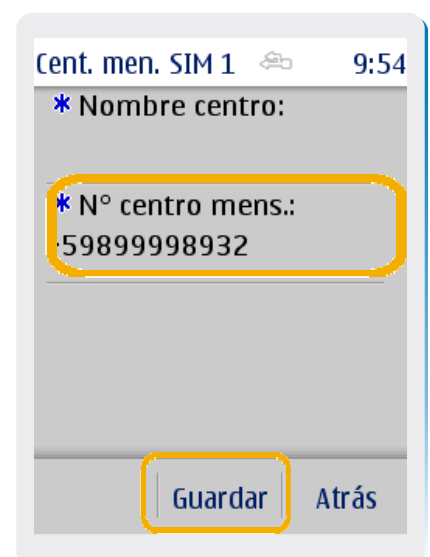 Cent. men. SIM 1 9:54
* Nombre centro:
* N° centro mens.:
59899998932
Guardar Atrás